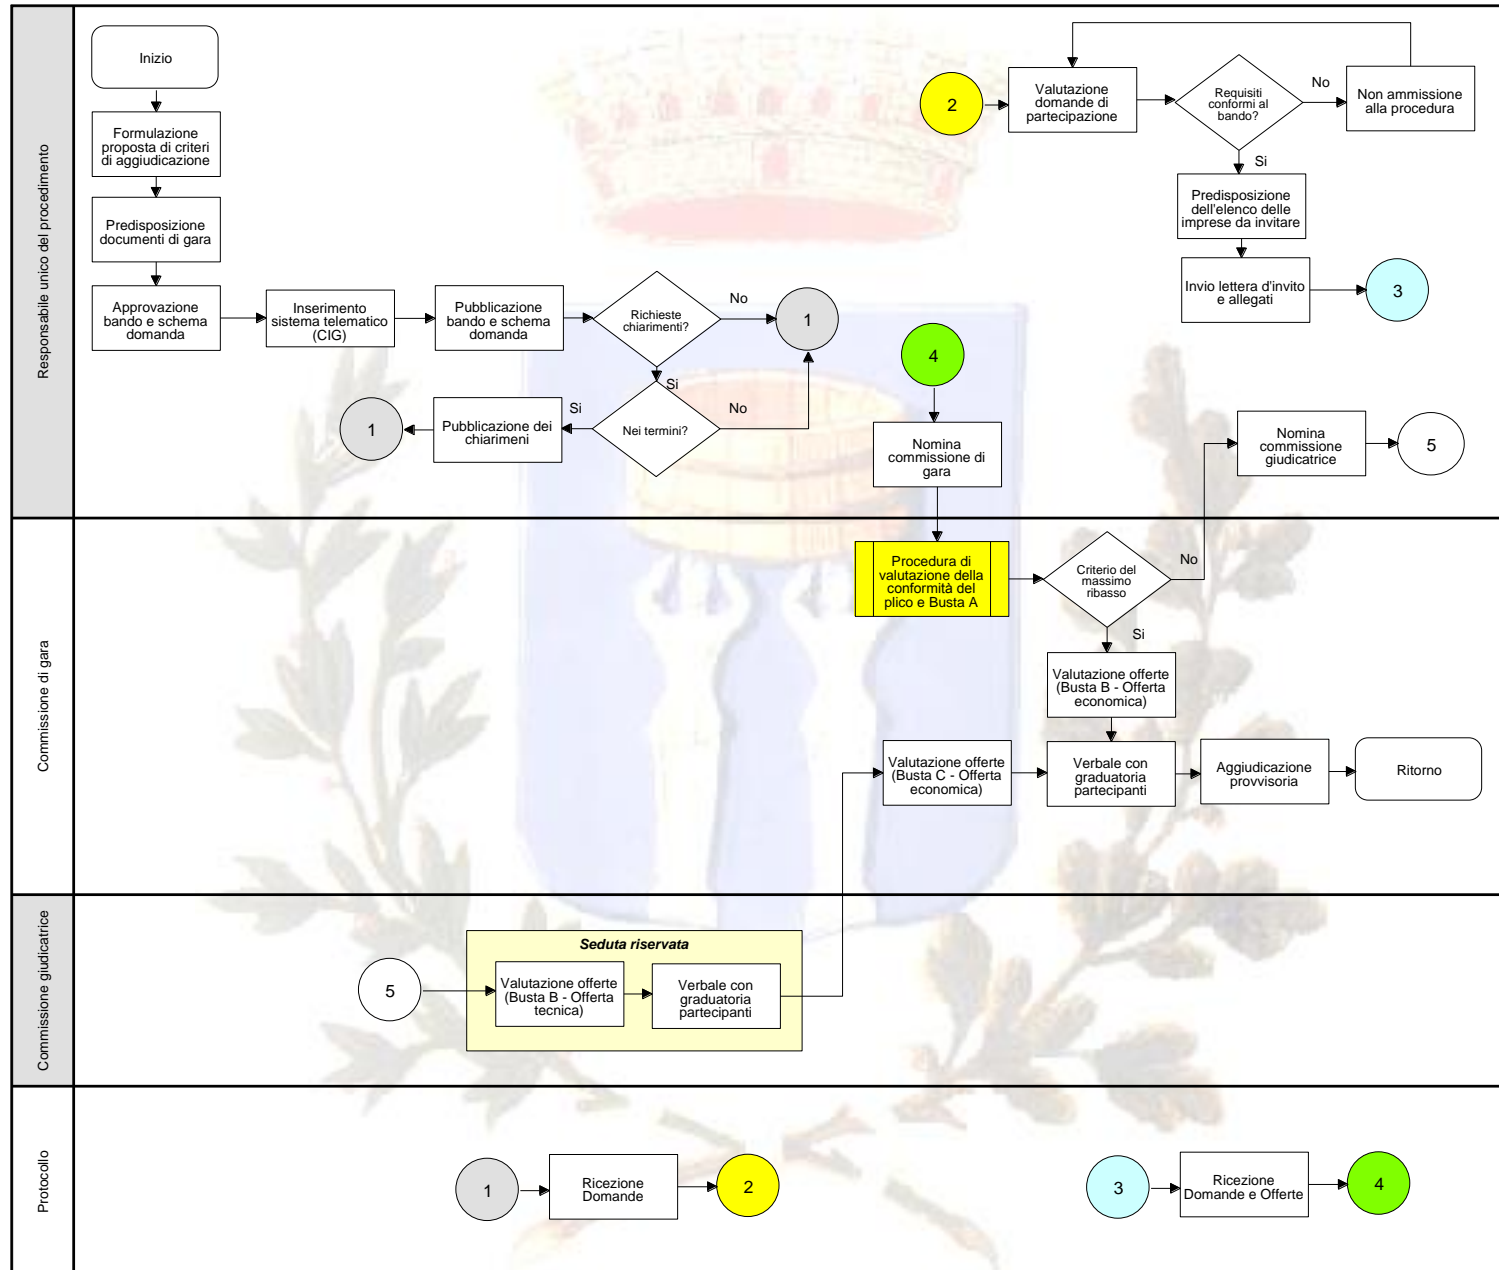 Responsabile unico del procedimento
Inizio
Formulazione
proposta di criteri
di aggiudicazione
Predisposizione
documenti di gara
Approvazione
bando e schema
domanda
Inserimento
sistema telematico
(CIG)
Pubblicazione
bando e schema
domanda
Richieste
chiarimenti?
No
1
Si
Nei termini?
No
Si
Pubblicazione dei
chiarimeni
1
2
Valutazione
domande di
partecipazione
Requisiti
conformi al
bando?
No
Non ammissione
alla procedura
Si
Predisposizione
dell'elenco delle
imprese da invitare
Invio lettera d'invito
e allegati
3
4
Nomina
commissione di
gara
Nomina
commissione
giudicatrice
5
Commissione di gara
Procedura di
valutazione della
conformità del
plico e Busta A
Criterio del
massimo
ribasso
No
Si
Valutazione offerte
(Busta B - Offerta
economica)
Valutazione offerte
(Busta C - Offerta
economica)
Verbale con
graduatoria
partecipanti
Aggiudicazione
provvisoria
Ritorno
Commissione giudicatrice
5
Seduta riservata
Valutazione offerte
(Busta B - Offerta
tecnica)
Verbale con
graduatoria
partecipanti
Protocollo
1
Ricezione
Domande
2
3
Ricezione
Domande e Offerte
4